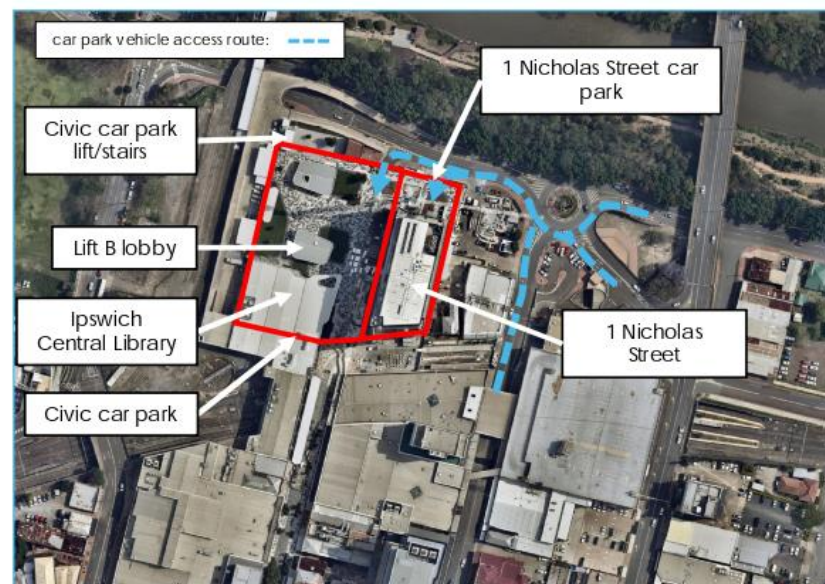 car park vehicle access route:
1 Nicholas Street car
park
Civic car park
lift/stairs
Lift B lobby
Ipswich
Central Library
1 Nicholas
Street
Civic car park